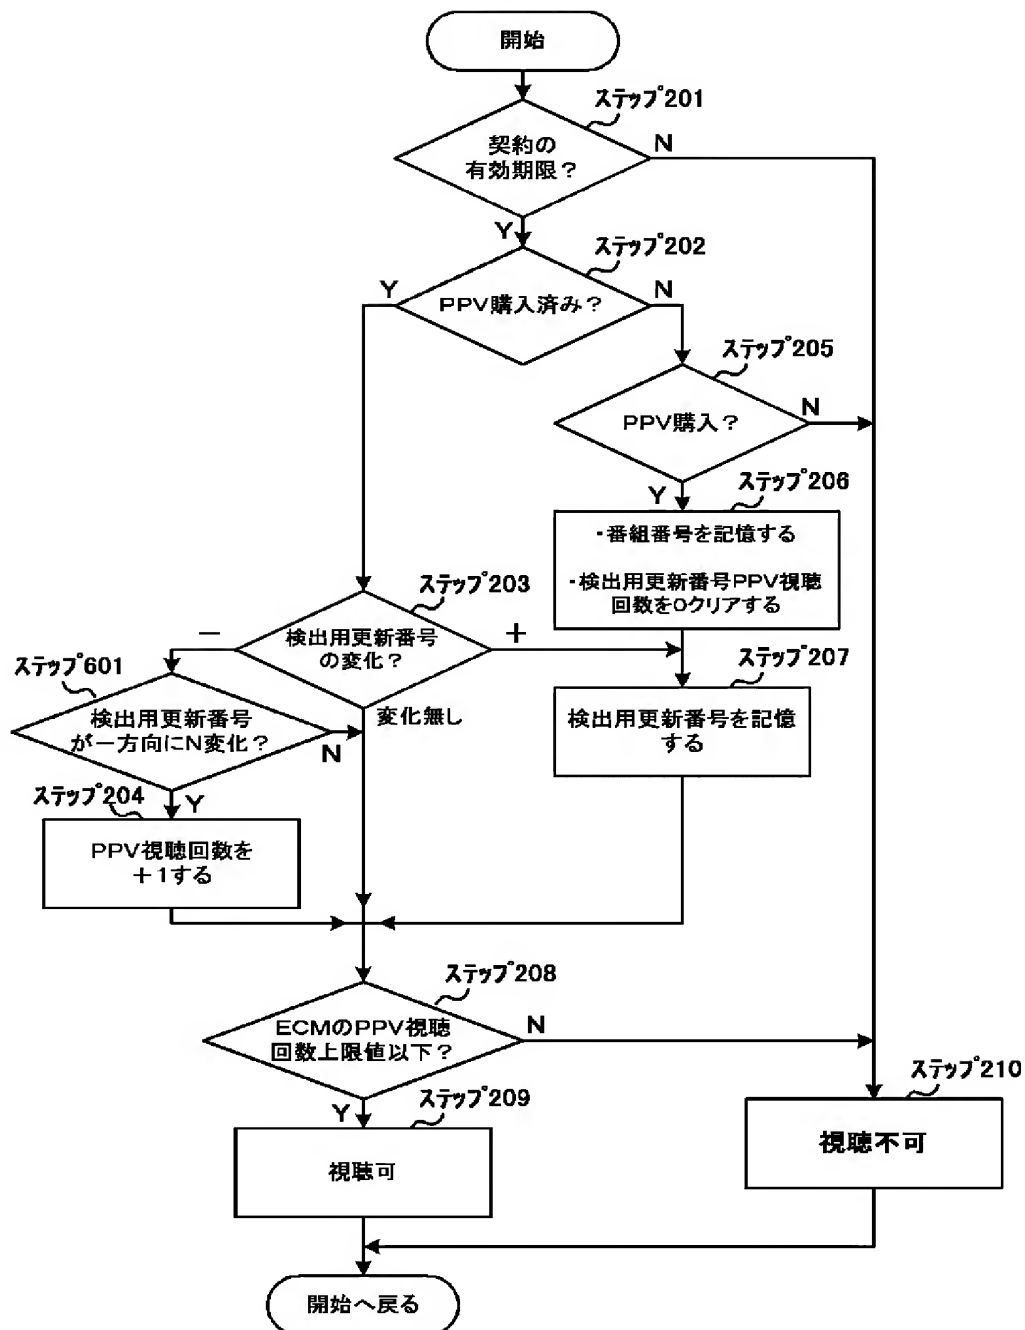 開始
ステップ201
契約の
有効期限？
N
Y
ステップ202
PPV購入済み？
Y
N
ステップ205
PPV購入？
N
Y
ステップ206
・番組番号を記憶する
・検出用更新番号PPV視聴
回数を0クリアする
ステップ203
検出用更新番号
の変化？
－
＋
変化無し
ステップ207
検出用更新番号を記憶
する
ステップ601
検出用更新番号
が－方向にN変化？
N
Y
ステップ204
PPV視聴回数を
＋1する
ステップ208
ECMのPPV視聴
回数上限値以下？
N
Y
ステップ209
視聴可
ステップ210
視聴不可
開始へ戻る